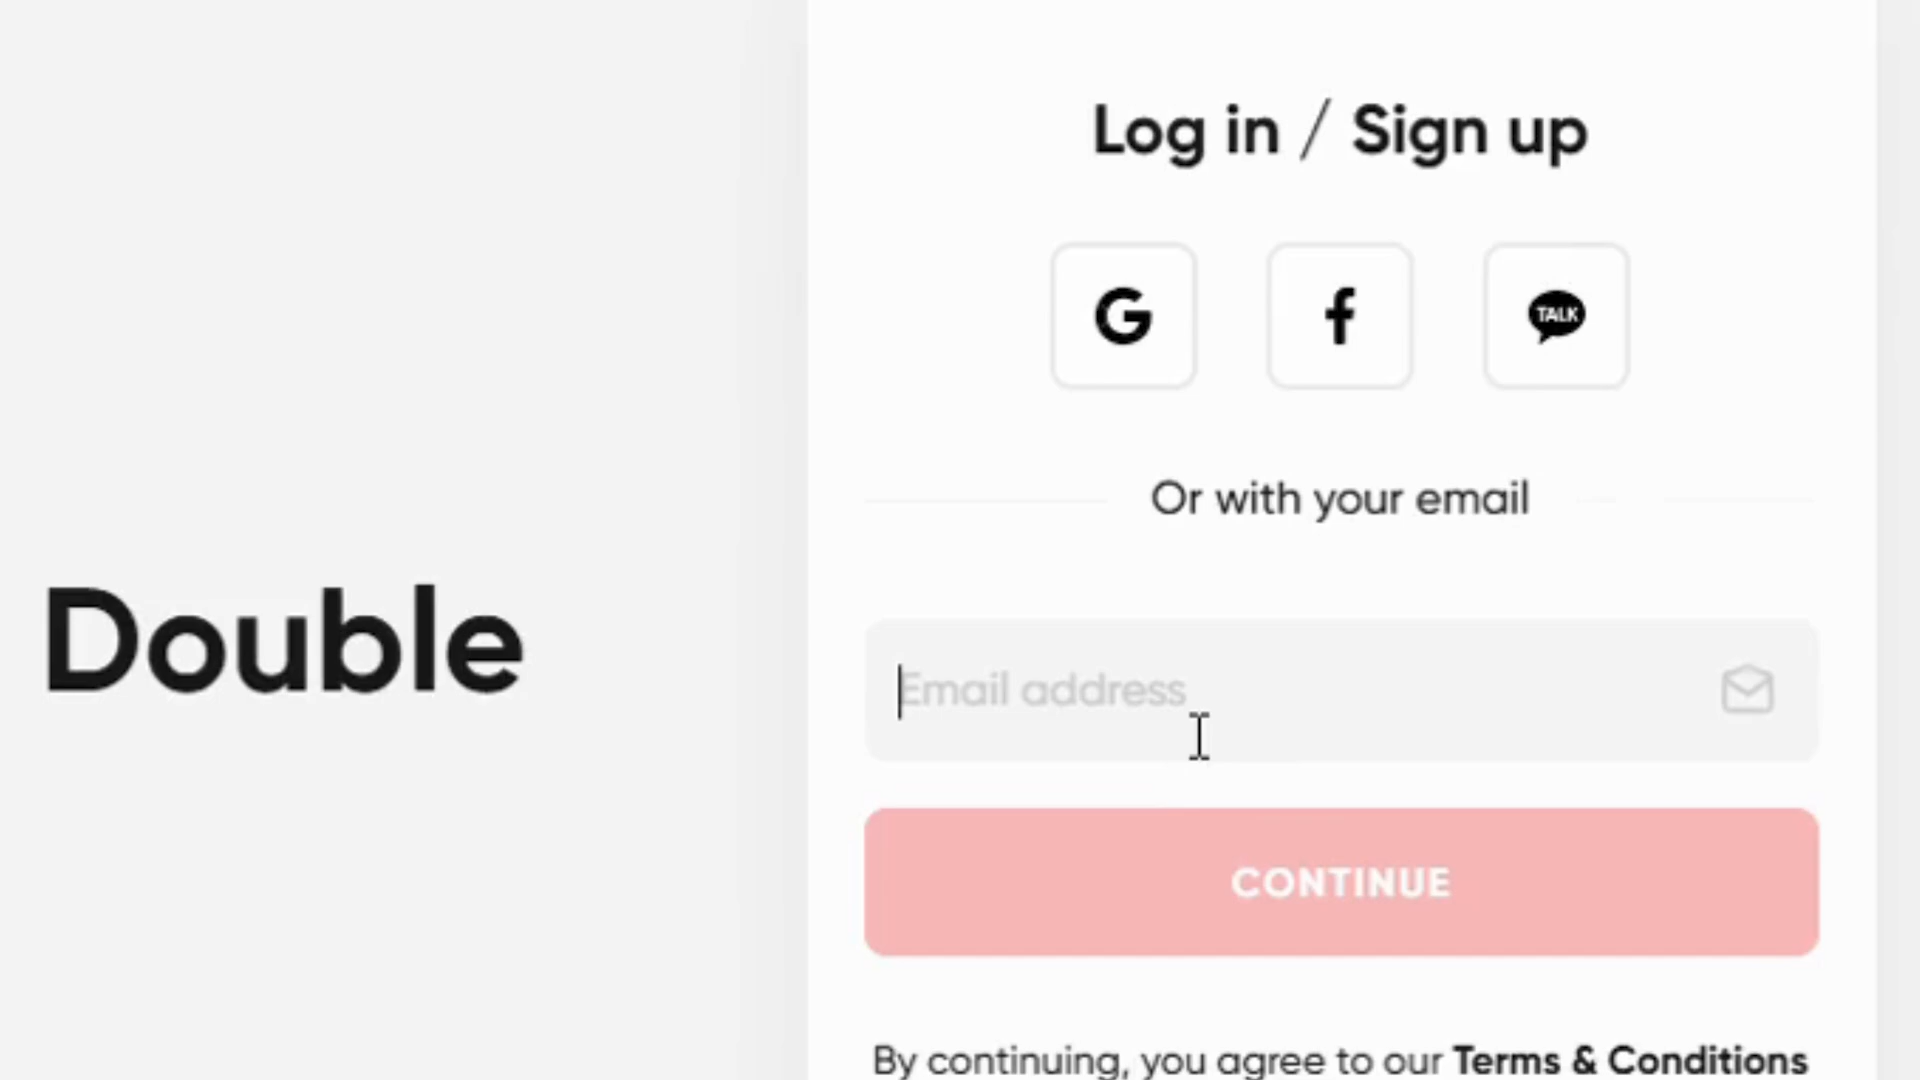 Log in / Sign up
G
f
TALK
Or with your email
Double
Email address
CONTINUE
By continuing, you agree to our Terms & Conditions